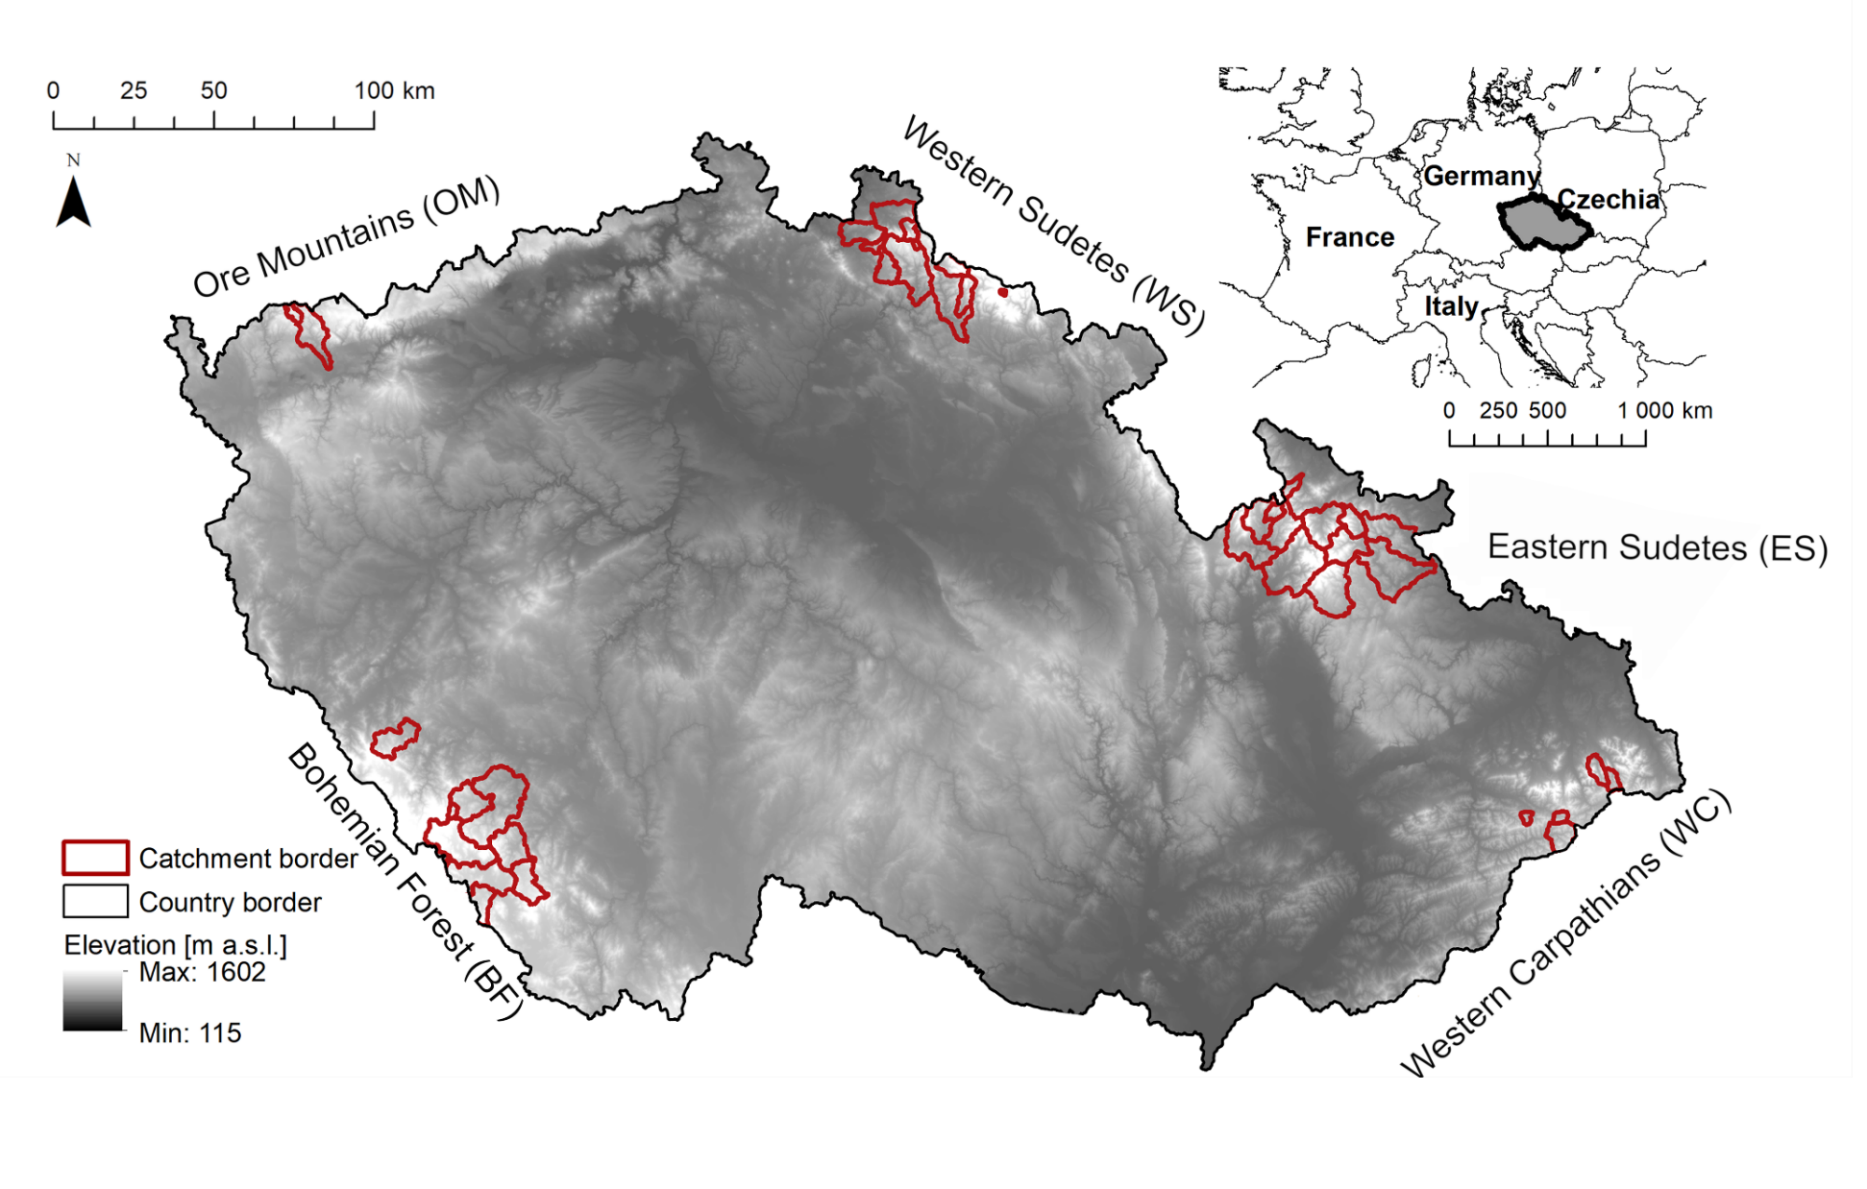 0 25 50 100 km
N
Ore Mountains (OM)
Western Sudetes (WS)
Germany
Czechia
France
Italy
0 250 500 1 000 km
Eastern Sudetes (ES)
Bohemian Forest (BF)
Western Carpathians (WC)
Catchment border
Country border
Elevation [m a.s.l.]
Max: 1602
Min: 115